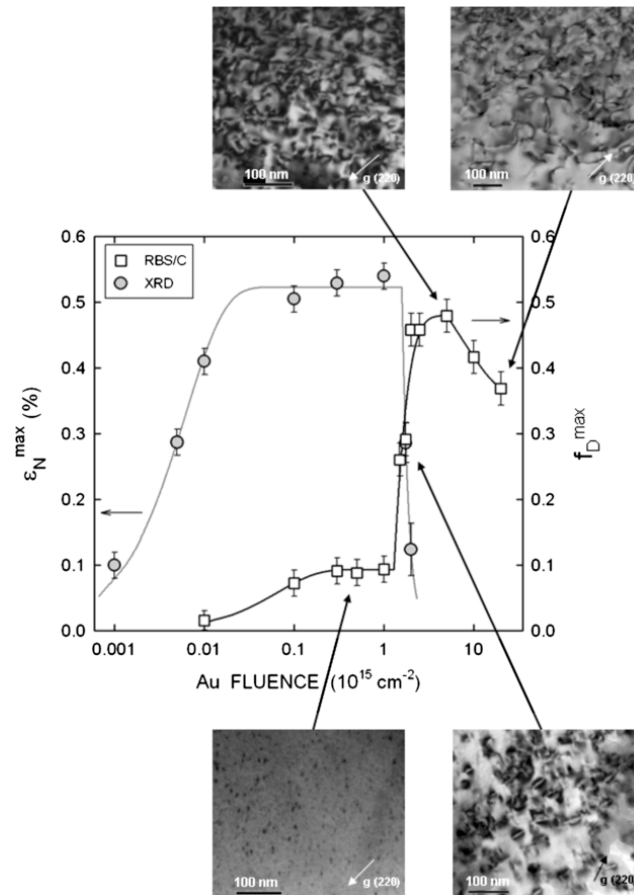 100 nm
g (220)
100 nm
g (220)
0.6
0.5
0.4
0.3
0.2
0.1
0.0
RBS/C
XRD
0.6
0.5
0.4
0.3
0.2
0.1
0.0
ε_N^max (%)
f_D^max
0.001
0.01
0.1
1
10
Au FLUENCE (10^15 cm^-2)
100 nm
g (220)
100 nm
g (220)